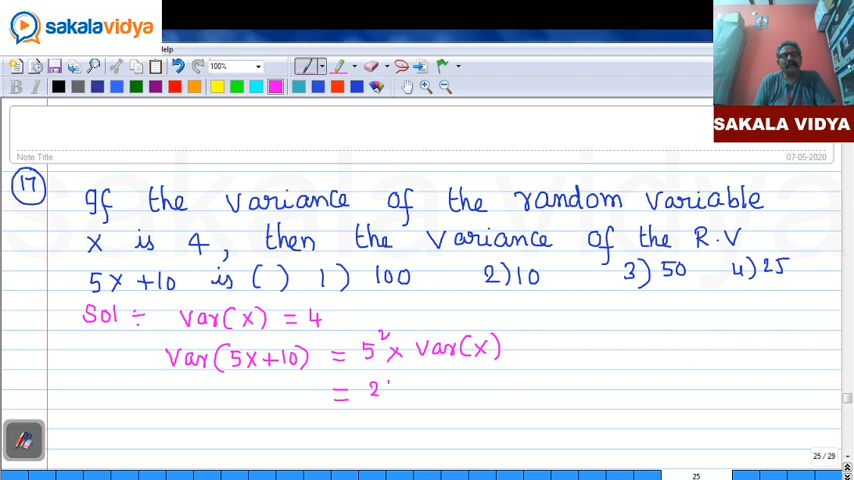 sakalavidya
Help
100%
B I
SAKALA VIDYA
Note Title
07-05-2020
17 If the variance of the random variable
x is 4, then the variance of the R.V
5x+10 is ( ) 1) 100 2) 10 3) 50 4) 25
Sol ÷ Var(x) = 4
Var(5x+10) = 5² x Var(x)
= 2
25 / 29
25